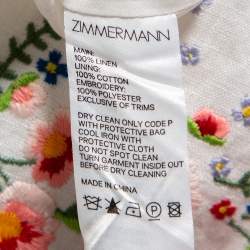 ZIMMERMANN
MAIN:
100% LINEN
LINING:
100% COTTON
EMBROIDERY:
100% POLYESTER
EXCLUSIVE OF TRIMS
DRY CLEAN ONLY CODE P
WITH PROTECTIVE BAG
COOL IRON WITH
PROTECTIVE CLOTH
DO NOT SPOT CLEAN
TURN GARMENT INSIDE OUT
BEFORE DRY CLEANING
MADE IN CHINA
P